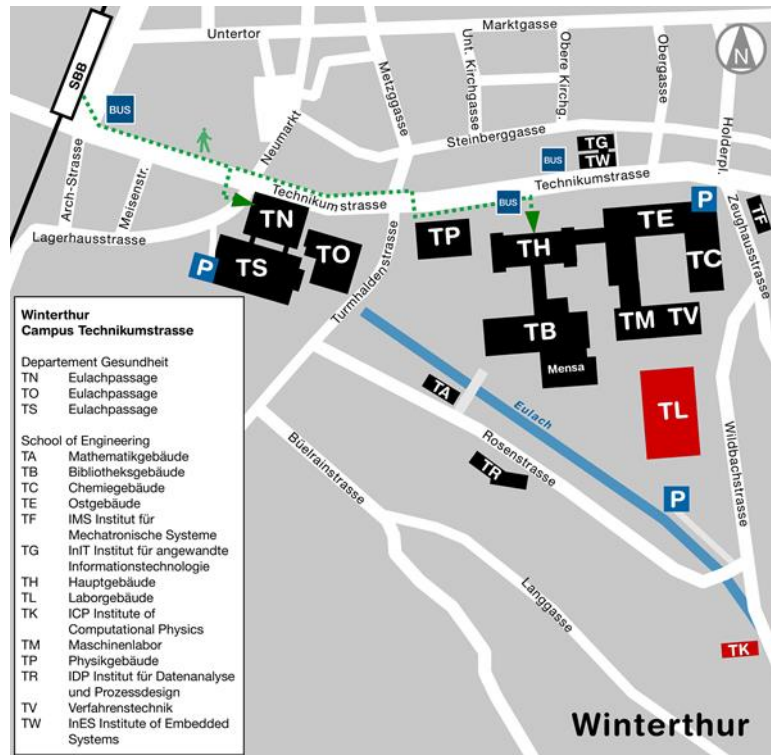 Untertor
Marktgasse
SBB
BUS
Metzggasse
Unt. Kirchgasse
Obere Kirchg.
Obergasse
N
Neumarkt
Steinberggasse
Holderpl.
Arch-Strasse
Meisenstr.
BUS
TG
TW
Technikumstrasse
Technikumstrasse
BUS
P
Zeughausstrasse
TF
Lagerhausstrasse
TN
TO
TS
P
TP
TH
TE
TC
Turmhaldenstrasse
TB
TM
TV
Mensa
TA
TL
Eulach
Rosenstrasse
TR
Büelrainstrasse
P
Wildbachstrasse
Langgasse
TK
Winterthur
Winterthur
Campus Technikumstrasse
Departement Gesundheit
TN Eulachpassage
TO Eulachpassage
TS Eulachpassage
School of Engineering
TA Mathematikgebäude
TB Bibliotheksgebäude
TC Chemiegebäude
TE Ostgebäude
TF IMS Institut für
Mechatronische Systeme
TG InIT Institut für angewandte
Informationstechnologie
TH Hauptgebäude
TL Laborgebäude
TK ICP Institute of
Computational Physics
TM Maschinenlabor
TP Physikgebäude
TR IDP Institut für Datenanalyse
und Prozessdesign
TV Verfahrenstechnik
TW InES Institute of Embedded
Systems